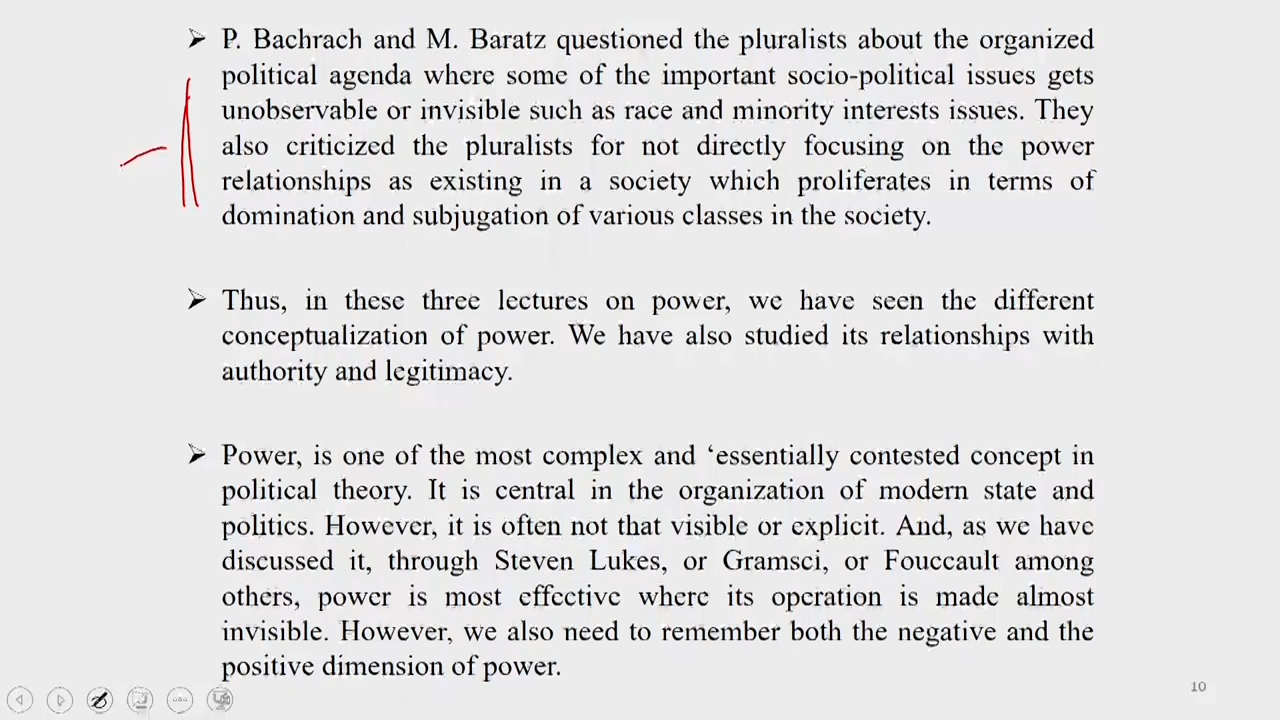 ➢ P. Bachrach and M. Baratz questioned the pluralists about the organized
political agenda where some of the important socio-political issues gets
unobservable or invisible such as race and minority interests issues. They
also criticized the pluralists for not directly focusing on the power
relationships as existing in a society which proliferates in terms of
domination and subjugation of various classes in the society.
➢ Thus, in these three lectures on power, we have seen the different
conceptualization of power. We have also studied its relationships with
authority and legitimacy.
➢ Power, is one of the most complex and ‘essentially contested concept in
political theory. It is central in the organization of modern state and
politics. However, it is often not that visible or explicit. And, as we have
discussed it, through Steven Lukes, or Gramsci, or Fouccault among
others, power is most effective where its operation is made almost
invisible. However, we also need to remember both the negative and the
positive dimension of power.
10